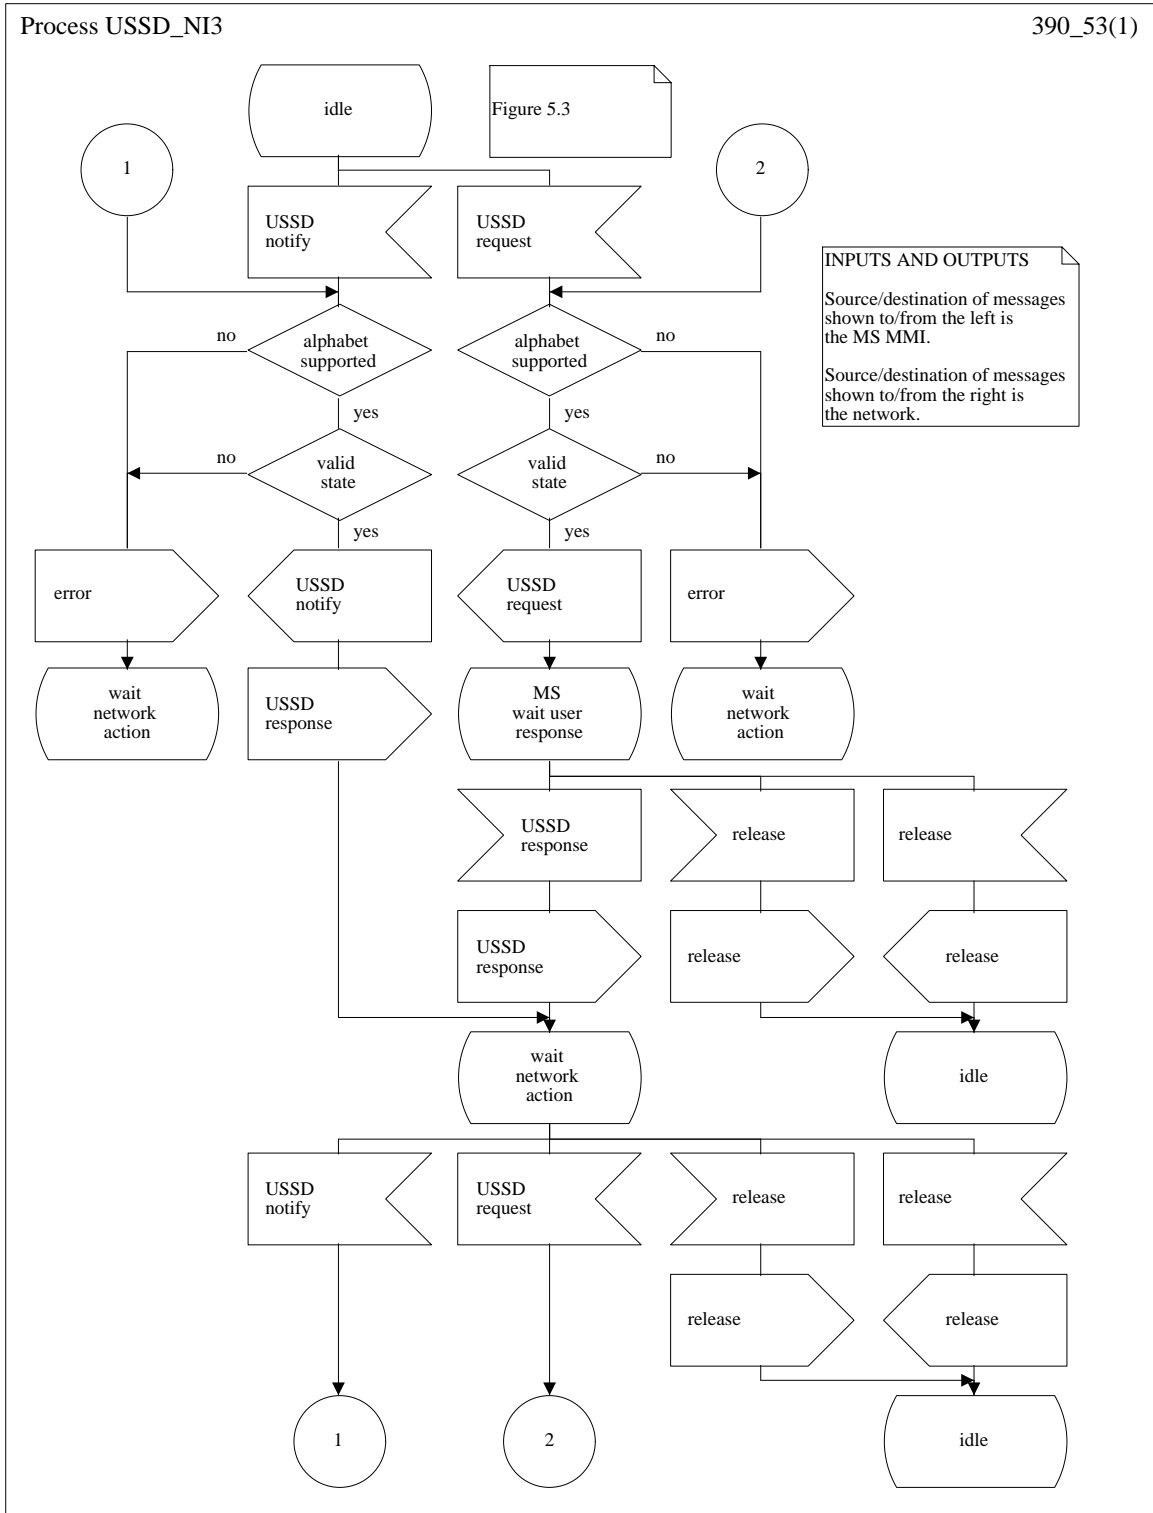 Process USSD_NI3
390_53(1)
idle
Figure 5.3
1
2
USSD
notify
USSD
request
INPUTS AND OUTPUTS
Source/destination of messages
shown to/from the left is
the MS MMI.
Source/destination of messages
shown to/from the right is
the network.
no
alphabet
supported
alphabet
supported
no
yes
yes
no
valid
state
valid
state
no
yes
yes
error
USSD
notify
USSD
request
error
wait
network
action
USSD
response
MS
wait user
response
wait
network
action
USSD
response
release
release
USSD
response
release
release
wait
network
action
idle
USSD
notify
USSD
request
release
release
release
release
1
2
idle